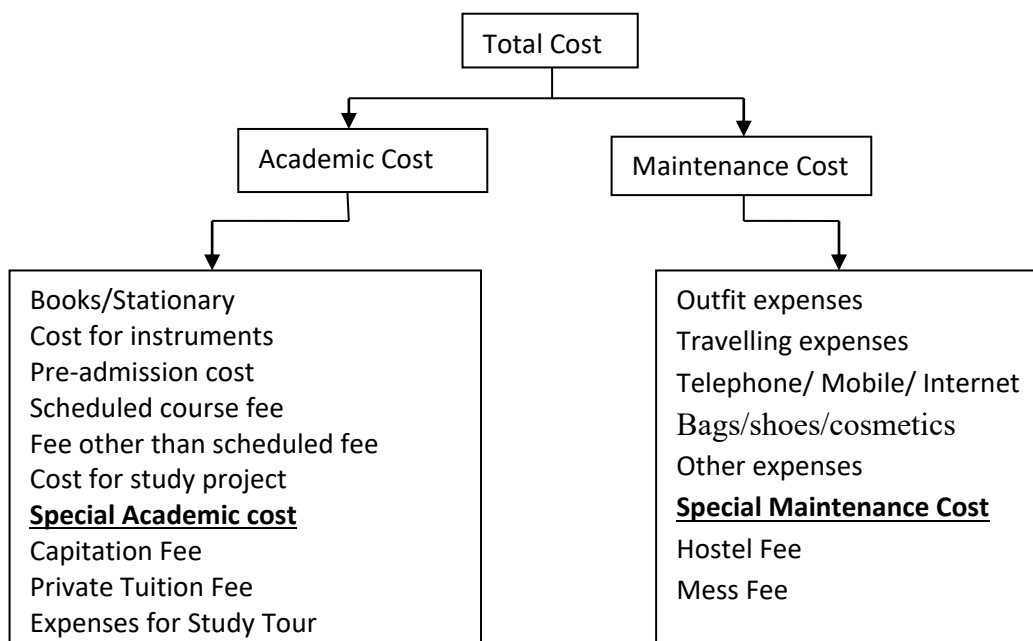 Total Cost
Academic Cost
Maintenance Cost
Books/Stationary
Cost for instruments
Pre-admission cost
Scheduled course fee
Fee other than scheduled fee
Cost for study project
Special Academic cost
Capitation Fee
Private Tuition Fee
Expenses for Study Tour
Outfit expenses
Travelling expenses
Telephone/ Mobile/ Internet
Bags/shoes/cosmetics
Other expenses
Special Maintenance Cost
Hostel Fee
Mess Fee